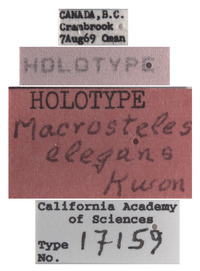 CANADA, B.C.
Cranbrook
7Aug69 Oman
HOLOTYPE
HOLOTYPE
Macrosteles
elegans
Kwon
California Academy
of Sciences
Type 17159
No.